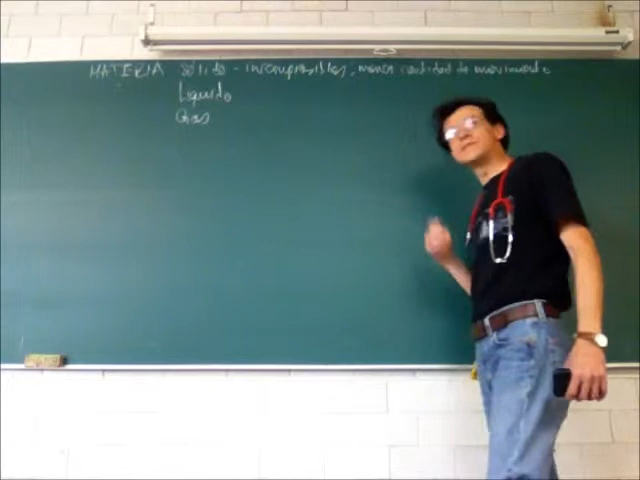 MATERIA Sólido - incompresibles, menor cantidad de movimiento
Líquido
Gas